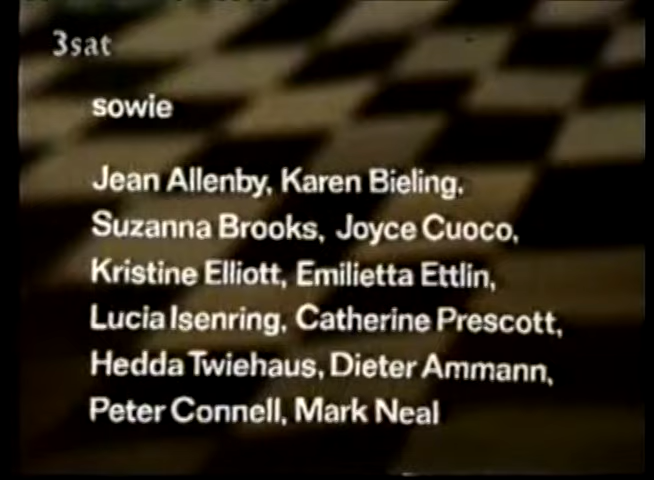 3sat
sowie
Jean Allenby, Karen Bieling,
Suzanna Brooks, Joyce Cuoco,
Kristine Elliott, Emilietta Ettlin,
Lucia Isenring, Catherine Prescott,
Hedda Twiehaus, Dieter Ammann,
Peter Connell, Mark Neal